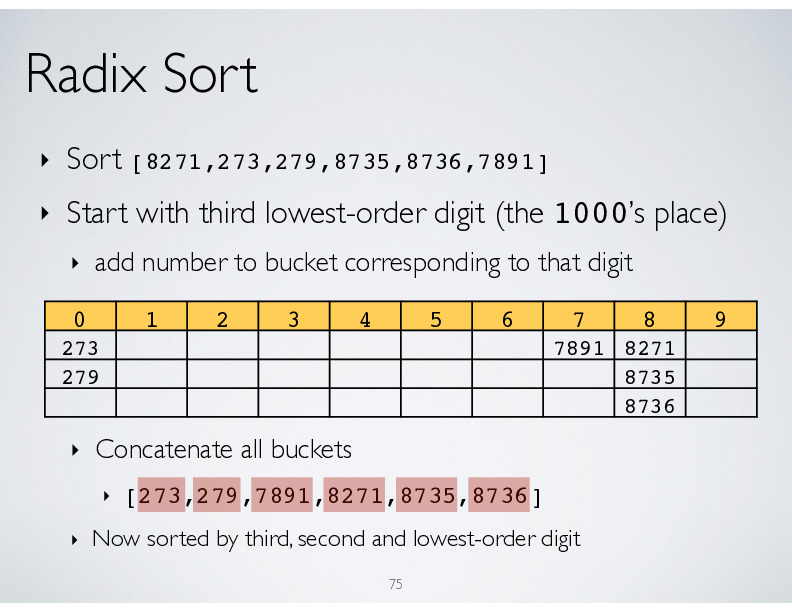 Radix Sort
‣ Sort [8271,273,279,8735,8736,7891]
‣ Start with third lowest-order digit (the 1000's place)
‣ add number to bucket corresponding to that digit
0 1 2 3 4 5 6 7 8 9
273 7891 8271
279 8735
8736
‣ Concatenate all buckets
‣ [273,279,7891,8271,8735,8736]
‣ Now sorted by third, second and lowest-order digit
75